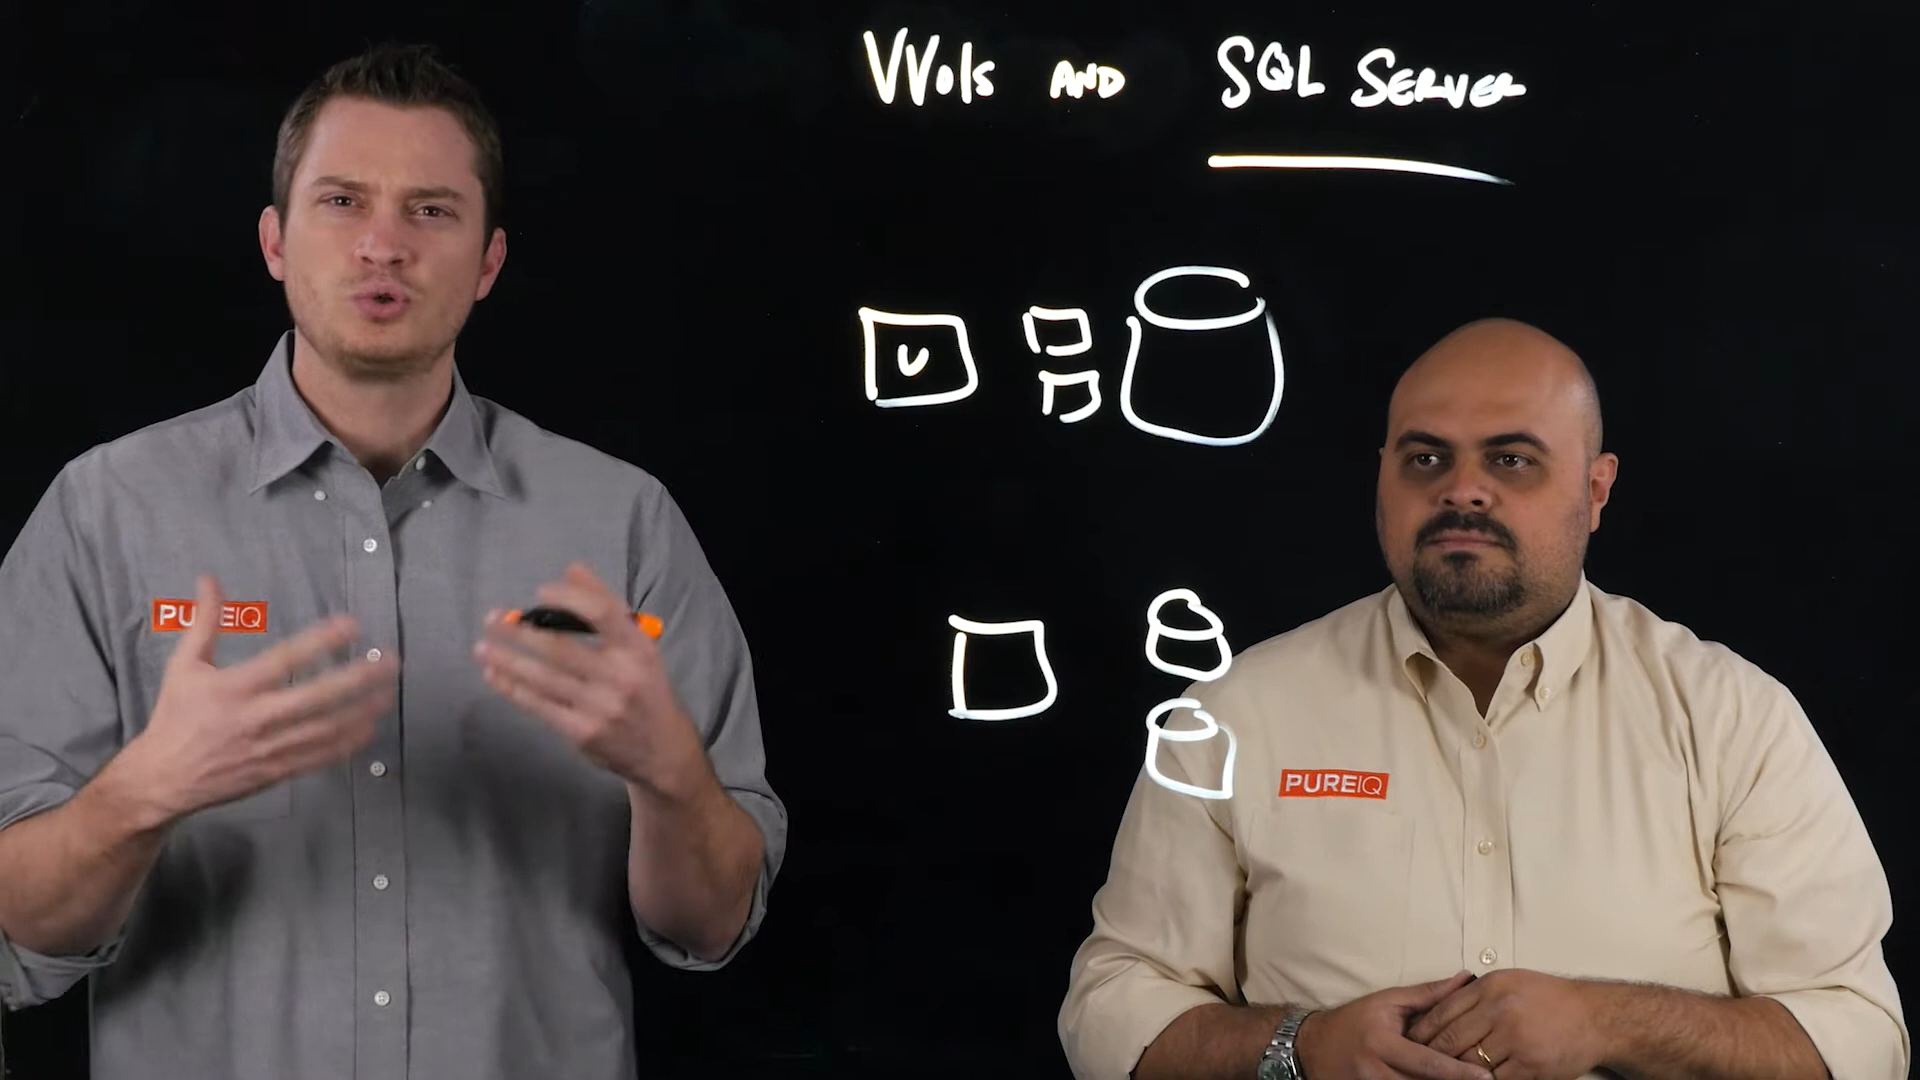 VVols AND SQL SERVER
V
PUREIQ
PUREIQ